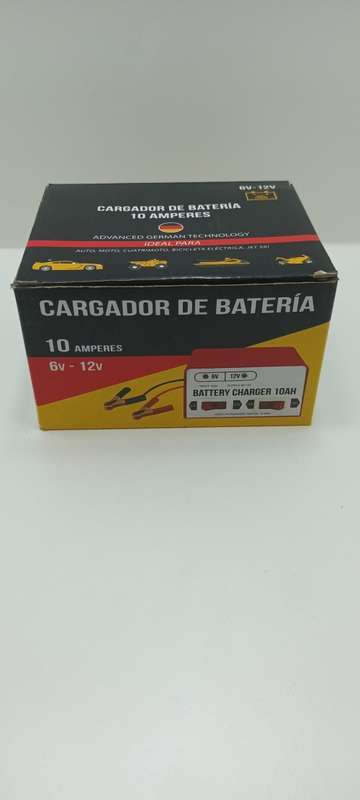 6V-12V
CARGADOR DE BATERÍA
10 AMPERES
ADVANCED GERMAN TECHNOLOGY
IDEAL PARA
AUTO, MOTO, CUATRIMOTO, BICICLETA ELÉCTRICA, JET SKI
CARGADOR DE BATERÍA
10 AMPERES
6v - 12v
6V 12V
BATTERY CHARGER 10AH